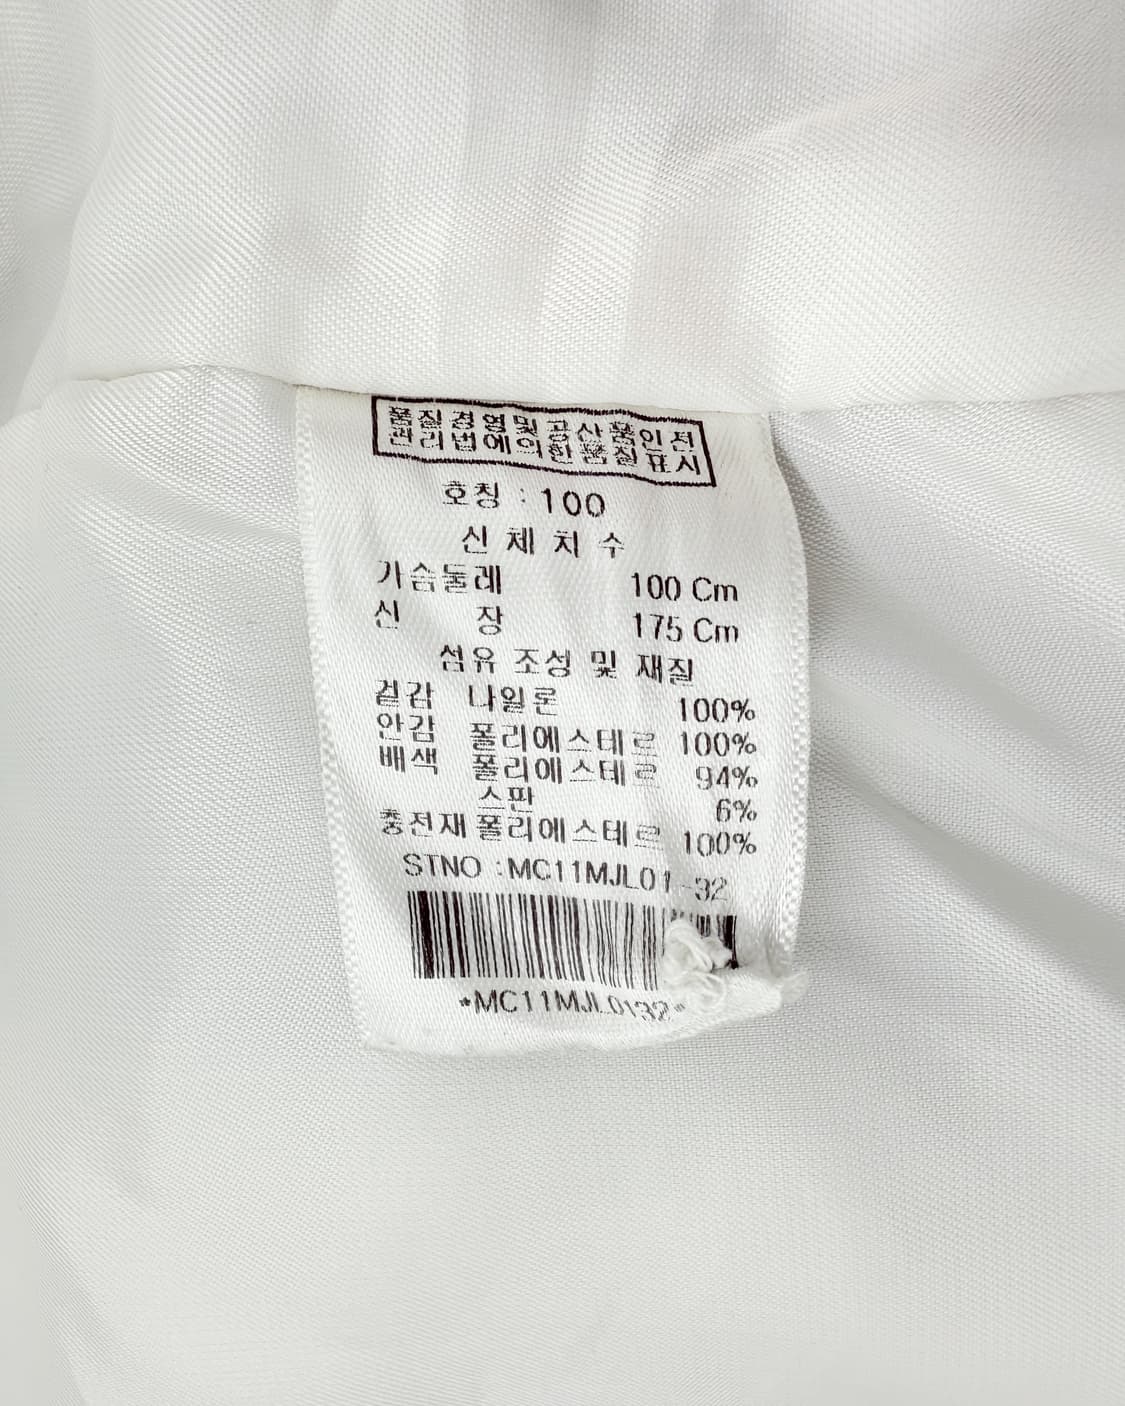 품질경영및공산품안전
관리법에의한품질표시
호칭 : 100
신체치수
가슴둘레 100 Cm
신 장 175 Cm
섬유 조성 및 재질
겉감 나일론 100%
안감 폴리에스테르 100%
배색 폴리에스테르 94%
스판 6%
충전재 폴리에스테르 100%
STNO :MC11MJL01-32
*MC11MJL0132*